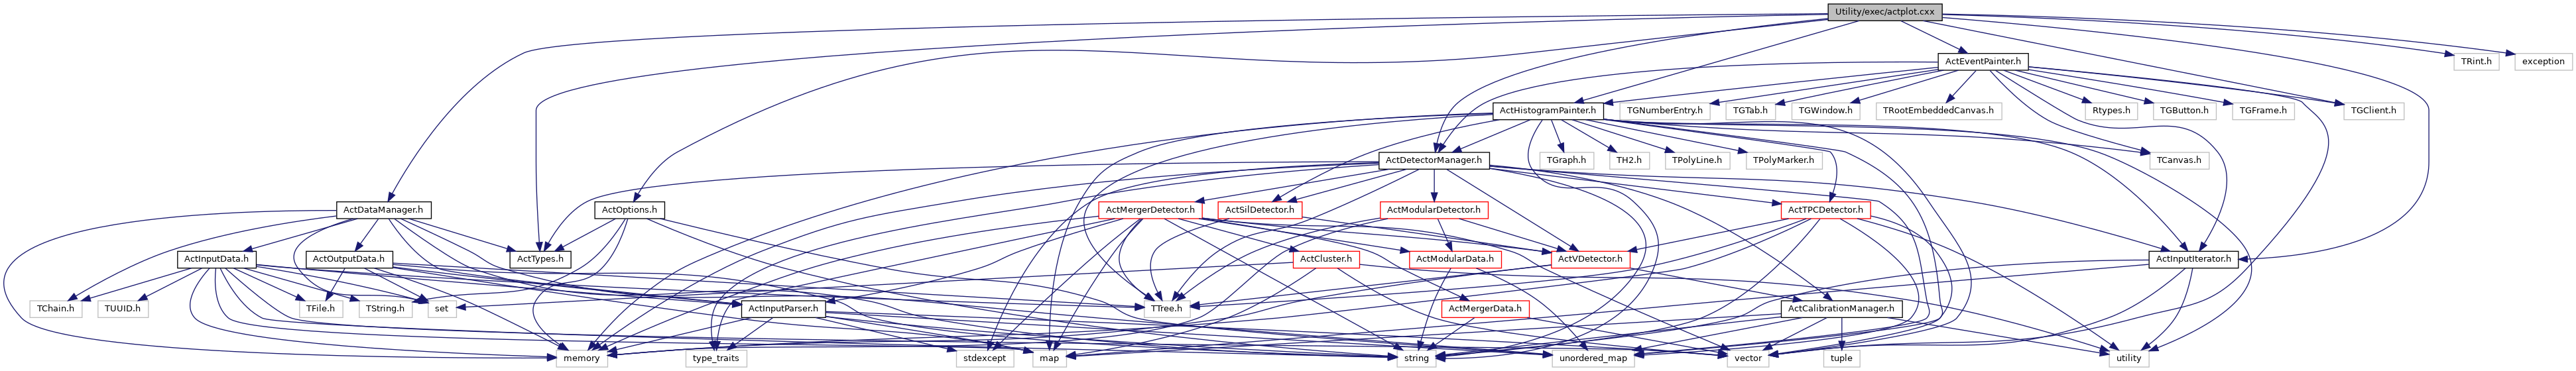 Utility/exec/actplot.cxx
ActEventPainter.h
TRint.h
exception
ActHistogramPainter.h
TGNumberEntry.h
TGTab.h
TGWindow.h
TRootEmbeddedCanvas.h
Rtypes.h
TGButton.h
TGFrame.h
TGClient.h
ActDetectorManager.h
TGraph.h
TH2.h
TPolyLine.h
TPolyMarker.h
TCanvas.h
ActDataManager.h
ActOptions.h
ActMergerDetector.h
ActSilDetector.h
ActModularDetector.h
ActTPCDetector.h
ActInputData.h
ActOutputData.h
ActTypes.h
ActCluster.h
ActModularData.h
ActVDetector.h
ActInputIterator.h
TChain.h
TUUID.h
TFile.h
TString.h
set
ActInputParser.h
TTree.h
ActMergerData.h
ActCalibrationManager.h
memory
type_traits
stdexcept
map
string
unordered_map
vector
tuple
utility